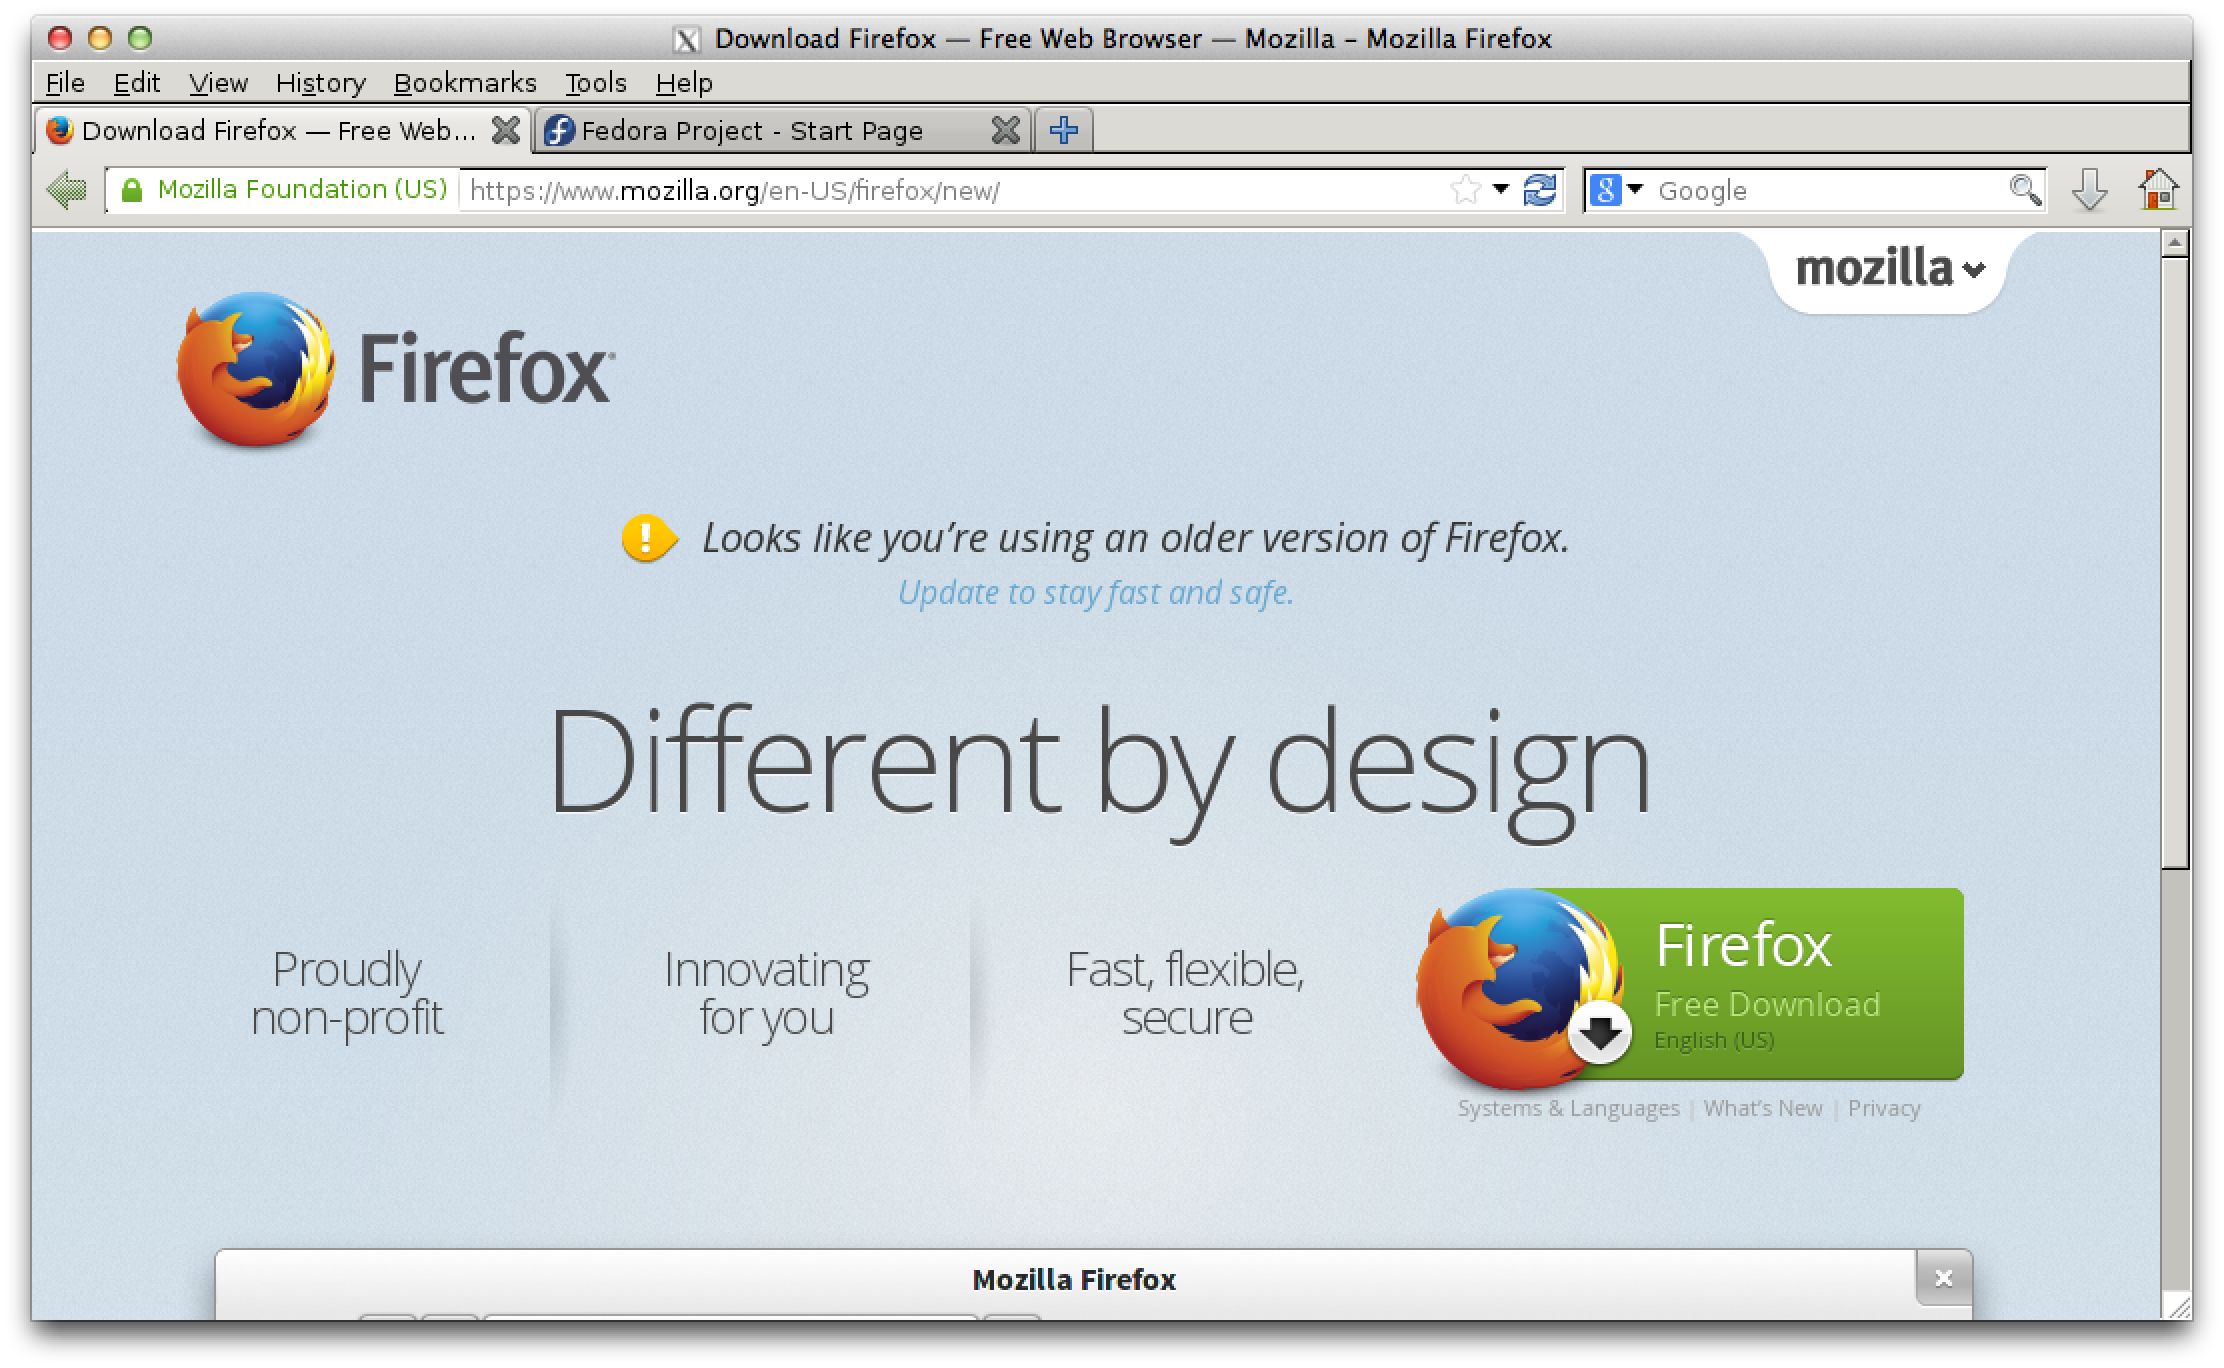 Download Firefox — Free Web Browser — Mozilla – Mozilla Firefox
File Edit View History Bookmarks Tools Help
Download Firefox — Free Web... Fedora Project - Start Page
Mozilla Foundation (US) https://www.mozilla.org/en-US/firefox/new/ Google
mozilla
Firefox
Looks like you’re using an older version of Firefox.
Update to stay fast and safe.
Different by design
Proudly
non-profit
Innovating
for you
Fast, flexible,
secure
Firefox
Free Download
English (US)
Systems & Languages | What’s New | Privacy
Mozilla Firefox